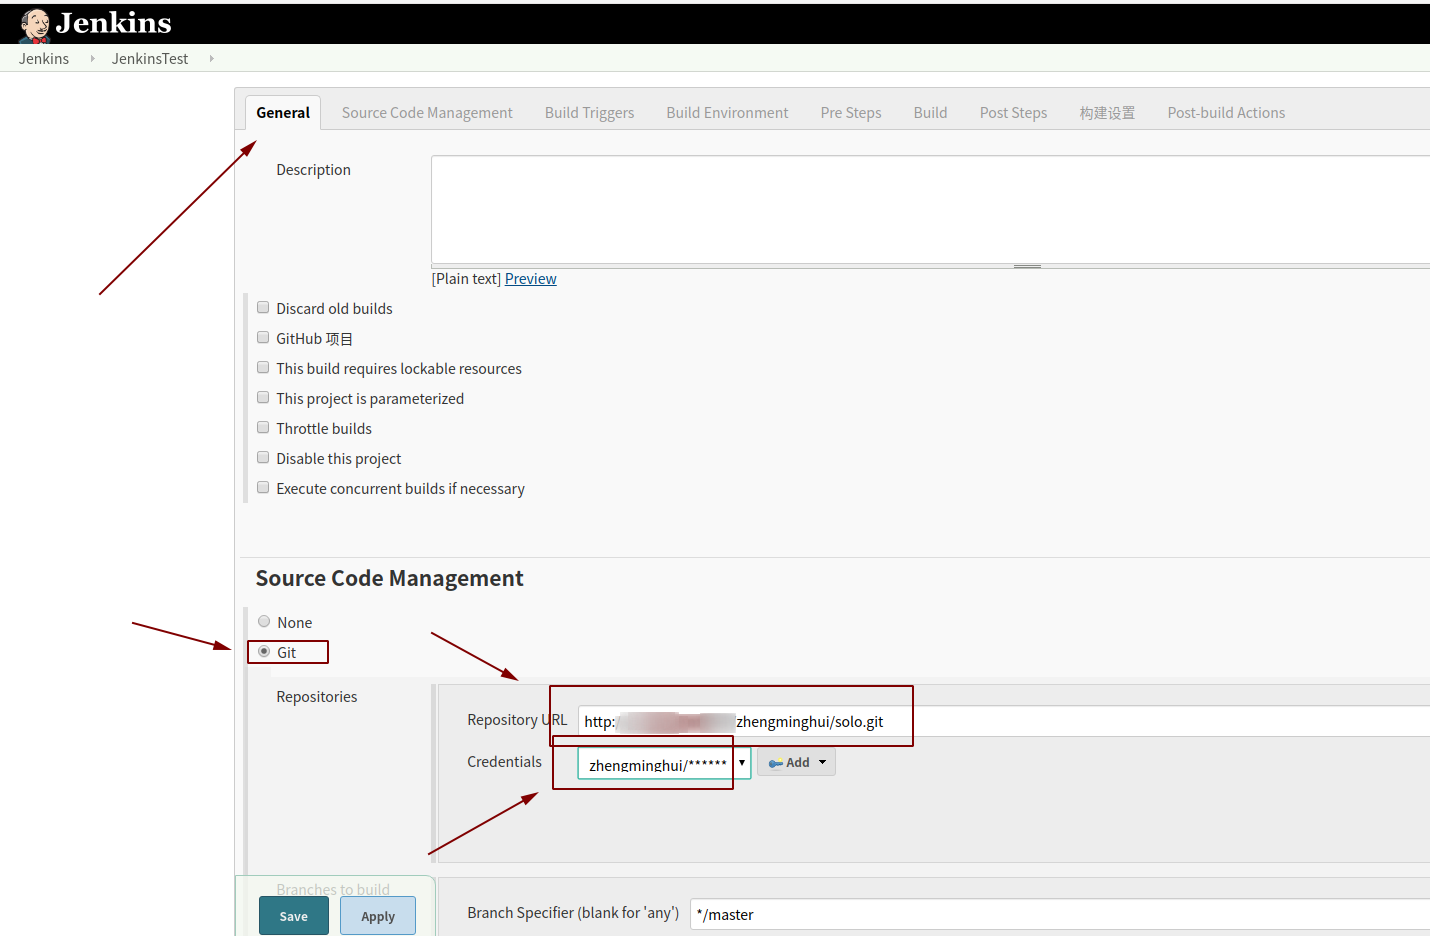 Jenkins
Jenkins JenkinsTest
General Source Code Management Build Triggers Build Environment Pre Steps Build Post Steps 构建设置 Post-build Actions
Description
[Plain text] Preview
Discard old builds
GitHub 项目
This build requires lockable resources
This project is parameterized
Throttle builds
Disable this project
Execute concurrent builds if necessary
Source Code Management
None
Git
Repositories
Repository URL http:/ zhengminghui/solo.git
Credentials zhengminghui/****** Add
Branches to build
Branch Specifier (blank for 'any') */master
Save Apply